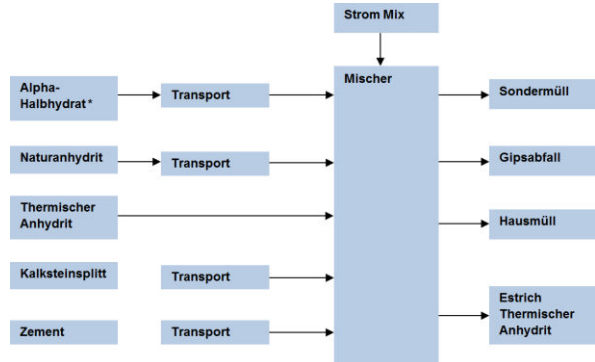 Strom Mix
Mischer
Alpha-
Halbhydrat*
Transport
Sondermüll
Naturanhydrit
Transport
Gipsabfall
Thermischer
Anhydrit
Hausmüll
Kalksteinsplitt
Transport
Estrich
Thermischer
Anhydrit
Zement
Transport